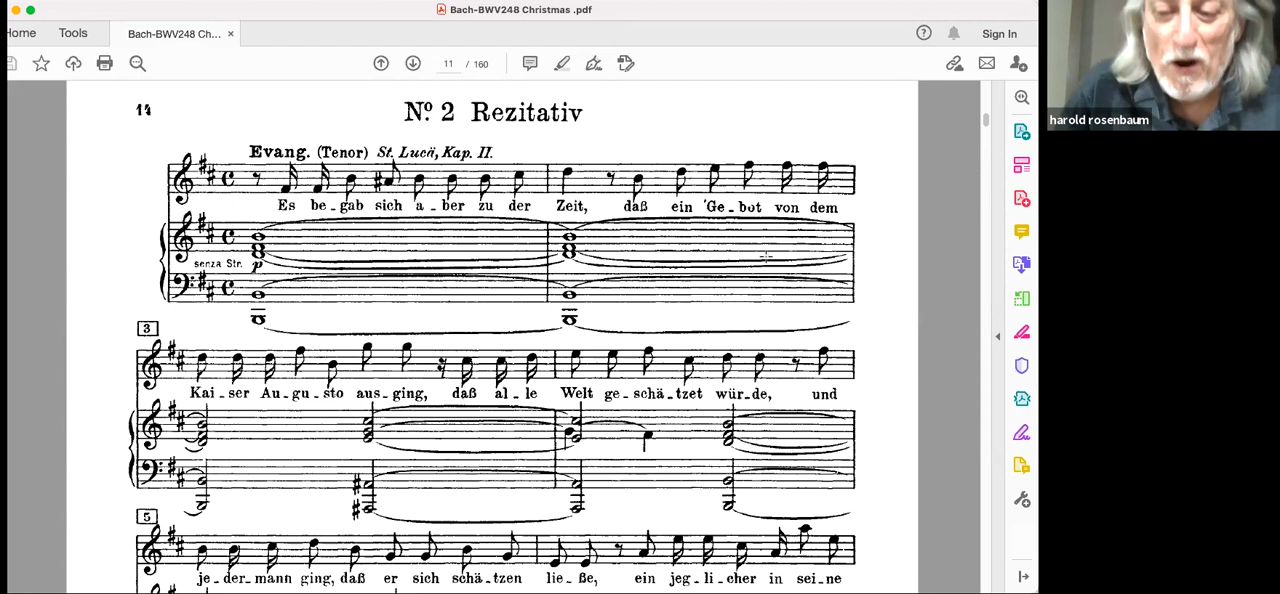 Bach-BWV248 Christmas .pdf
Home Tools Bach-BWV248 Ch... × Sign In
11 / 160
harold rosenbaum
14
Nº 2 Rezitativ
Evang. (Tenor) St. Lucä, Kap. II.
Es be-gab sich a-ber zu der Zeit, daß ein Ge-bot von dem
senza Str. p
3
Kai-ser Au-gu-sto aus-ging, daß al-le Welt ge-schä-tzet wür-de, und
5
je-der-mann ging, daß er sich schä-tzen lie-ße, ein jeg-li-cher in sei-ne